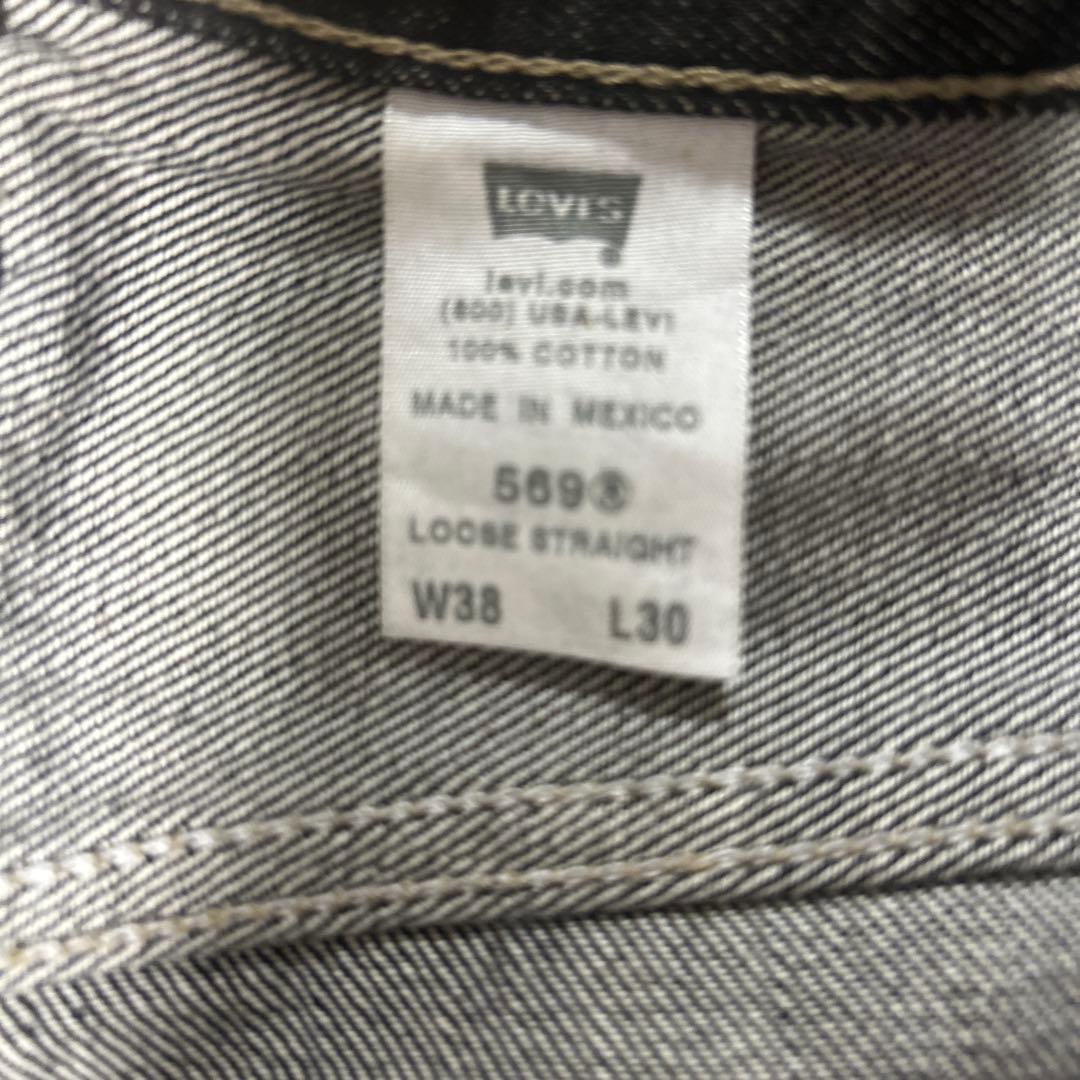 LEVI'S
levi.com
(800) USA-LEVI
100% COTTON
MADE IN MEXICO
569®
LOOSE STRAIGHT
W38 L30